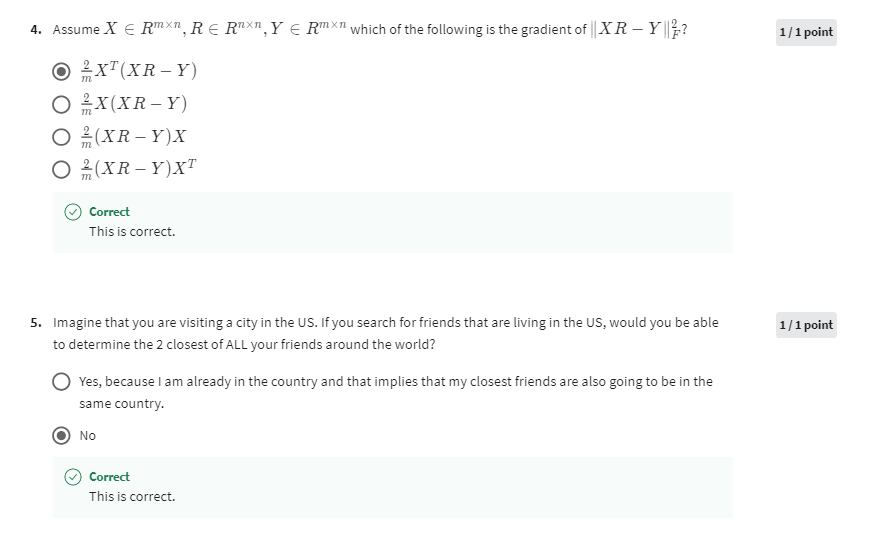 4. Assume X ∈ R^{m×n}, R ∈ R^{n×n}, Y ∈ R^{m×n} which of the following is the gradient of ||XR − Y||²_F?
1 / 1 point
2/m X^T(XR − Y)
2/m X(XR − Y)
2/m (XR − Y)X
2/m (XR − Y)X^T
Correct
This is correct.
5. Imagine that you are visiting a city in the US. If you search for friends that are living in the US, would you be able
1 / 1 point
to determine the 2 closest of ALL your friends around the world?
Yes, because I am already in the country and that implies that my closest friends are also going to be in the
same country.
No
Correct
This is correct.